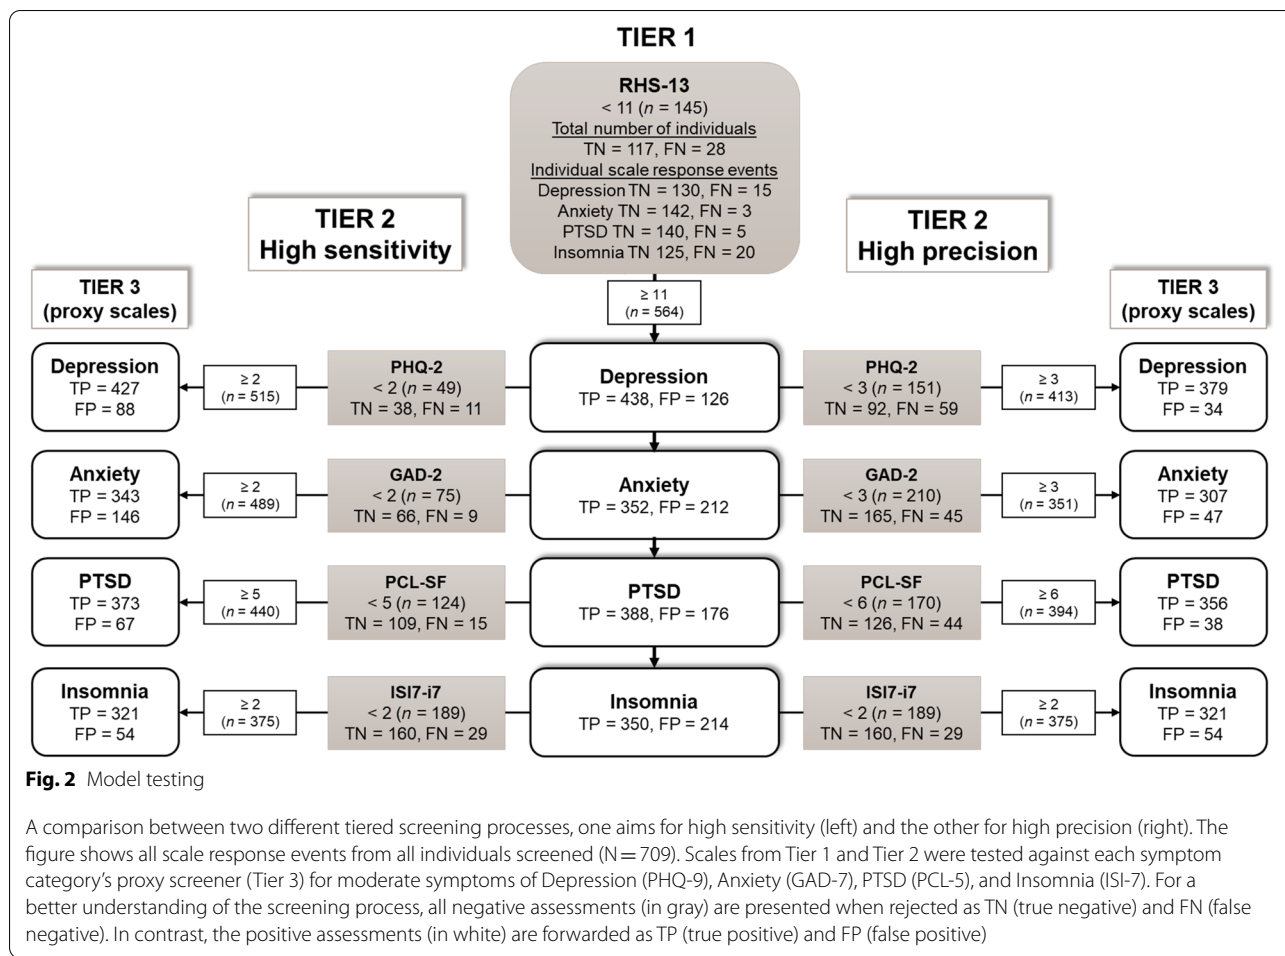 TIER 1
RHS-13
< 11 (n = 145)
Total number of individuals
TN = 117, FN = 28
Individual scale response events
Depression TN = 130, FN = 15
Anxiety TN = 142, FN = 3
PTSD TN = 140, FN = 5
Insomnia TN 125, FN = 20
TIER 2
High sensitivity
TIER 2
High precision
TIER 3
(proxy scales)
≥ 11
(n = 564)
TIER 3
(proxy scales)
Depression
TP = 427
FP = 88
≥ 2
(n = 515)
PHQ-2
< 2 (n = 49)
TN = 38, FN = 11
Depression
TP = 438, FP = 126
PHQ-2
< 3 (n = 151)
TN = 92, FN = 59
≥ 3
(n = 413)
Depression
TP = 379
FP = 34
Anxiety
TP = 343
FP = 146
≥ 2
(n = 489)
GAD-2
< 2 (n = 75)
TN = 66, FN = 9
Anxiety
TP = 352, FP = 212
GAD-2
< 3 (n = 210)
TN = 165, FN = 45
≥ 3
(n = 351)
Anxiety
TP = 307
FP = 47
PTSD
TP = 373
FP = 67
≥ 5
(n = 440)
PCL-SF
< 5 (n = 124)
TN = 109, FN = 15
PTSD
TP = 388, FP = 176
PCL-SF
< 6 (n = 170)
TN = 126, FN = 44
≥ 6
(n = 394)
PTSD
TP = 356
FP = 38
Insomnia
TP = 321
FP = 54
≥ 2
(n = 375)
ISI7-i7
< 2 (n = 189)
TN = 160, FN = 29
Insomnia
TP = 350, FP = 214
ISI7-i7
< 2 (n = 189)
TN = 160, FN = 29
≥ 2
(n = 375)
Insomnia
TP = 321
FP = 54
Fig. 2 Model testing
A comparison between two different tiered screening processes, one aims for high sensitivity (left) and the other for high precision (right). The
figure shows all scale response events from all individuals screened (N = 709). Scales from Tier 1 and Tier 2 were tested against each symptom
category's proxy screener (Tier 3) for moderate symptoms of Depression (PHQ-9), Anxiety (GAD-7), PTSD (PCL-5), and Insomnia (ISI-7). For a
better understanding of the screening process, all negative assessments (in gray) are presented when rejected as TN (true negative) and FN (false
negative). In contrast, the positive assessments (in white) are forwarded as TP (true positive) and FP (false positive)